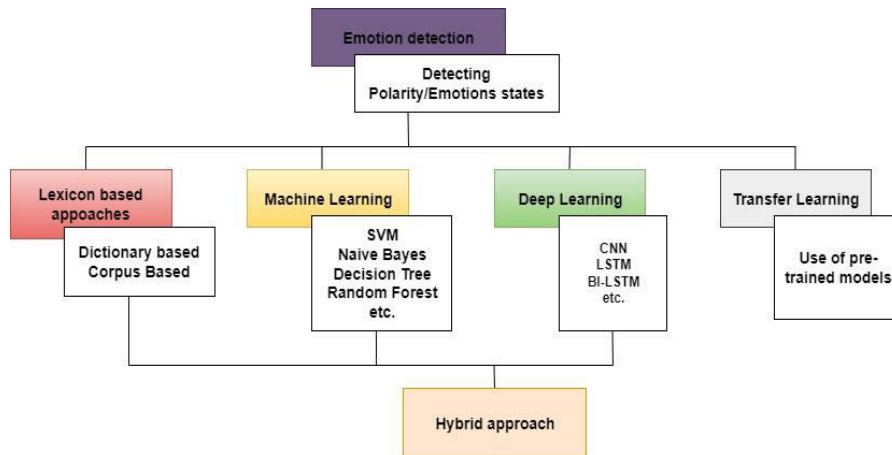 Emotion detection
Detecting
Polarity/Emotions states
Lexicon based
appoaches
Dictionary based
Corpus Based
Machine Learning
SVM
Naive Bayes
Decision Tree
Random Forest
etc.
Deep Learning
CNN
LSTM
BI-LSTM
etc.
Transfer Learning
Use of pre-
trained models
Hybrid approach